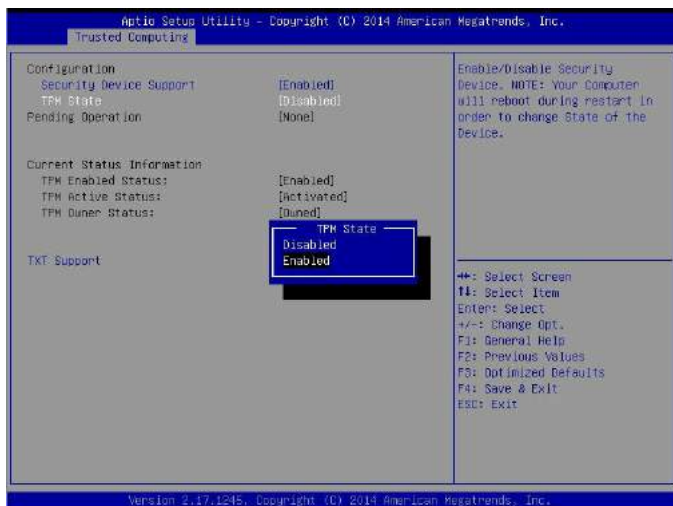 Aptio Setup Utility - Copyright (C) 2014 American Megatrends, Inc.
Trusted Computing
Configuration
Security Device Support [Enabled]
TPM State [Disabled]
Pending Operation [None]
Current Status Information
TPM Enabled Status: [Enabled]
TPM Active Status: [Activated]
TPM Owner Status: [Owned]
TPM State
Disabled
Enabled
TXT Support
Enable/Disable Security
Device. NOTE: Your Computer
will reboot during restart in
order to change State of the
Device.
↔: Select Screen
↑↓: Select Item
Enter: Select
+/-: Change Opt.
F1: General Help
F2: Previous Values
F3: Optimized Defaults
F4: Save & Exit
ESC: Exit
Version 2.17.1245. Copyright (C) 2014 American Megatrends, Inc.